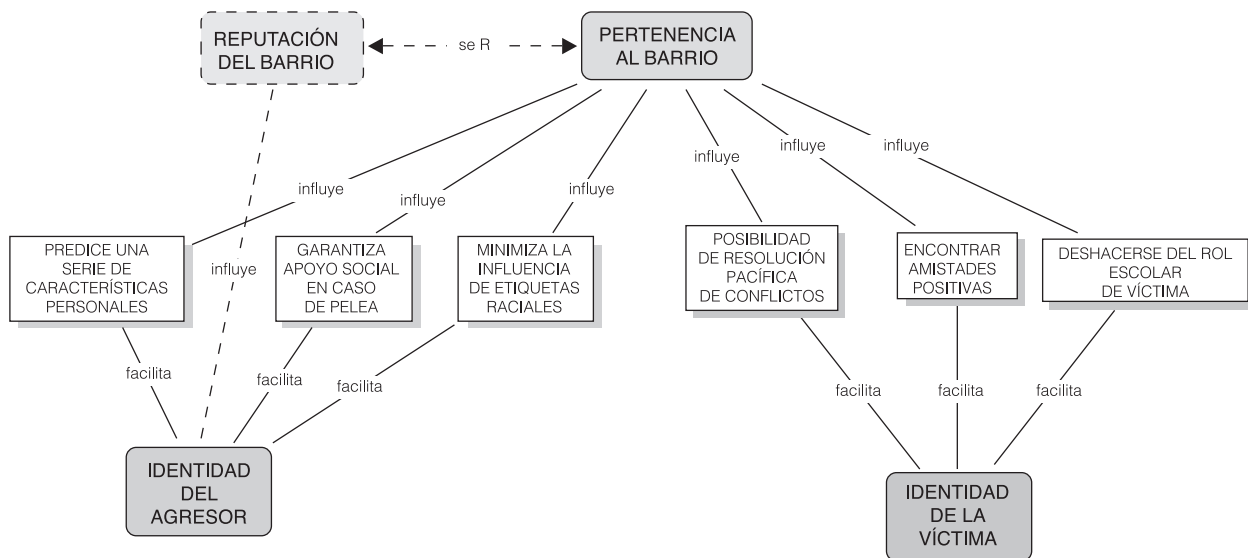 REPUTACIÓN
DEL BARRIO
se R
PERTENENCIA
AL BARRIO
influye
influye
influye
influye
influye
influye
PREDICE UNA
SERIE DE
CARACTERÍSTICAS
PERSONALES
influye
GARANTIZA
APOYO SOCIAL
EN CASO
DE PELEA
MINIMIZA LA
INFLUENCIA
DE ETIQUETAS
RACIALES
POSIBILIDAD
DE RESOLUCIÓN
PACÍFICA
DE CONFLICTOS
ENCONTRAR
AMISTADES
POSITIVAS
DESHACERSE DEL ROL
ESCOLAR
DE VÍCTIMA
facilita
facilita
facilita
facilita
facilita
facilita
IDENTIDAD
DEL
AGRESOR
IDENTIDAD
DE LA
VÍCTIMA